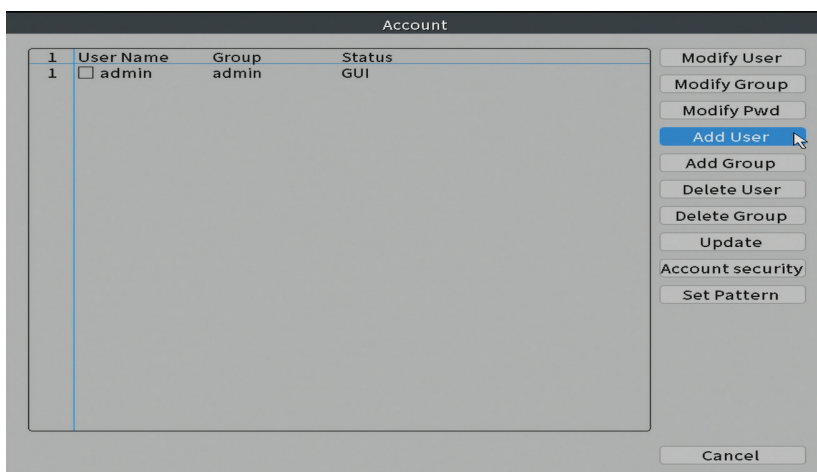 Account
1 User Name Group Status
1 admin admin GUI
Modify User
Modify Group
Modify Pwd
Add User
Add Group
Delete User
Delete Group
Update
Account security
Set Pattern
Cancel